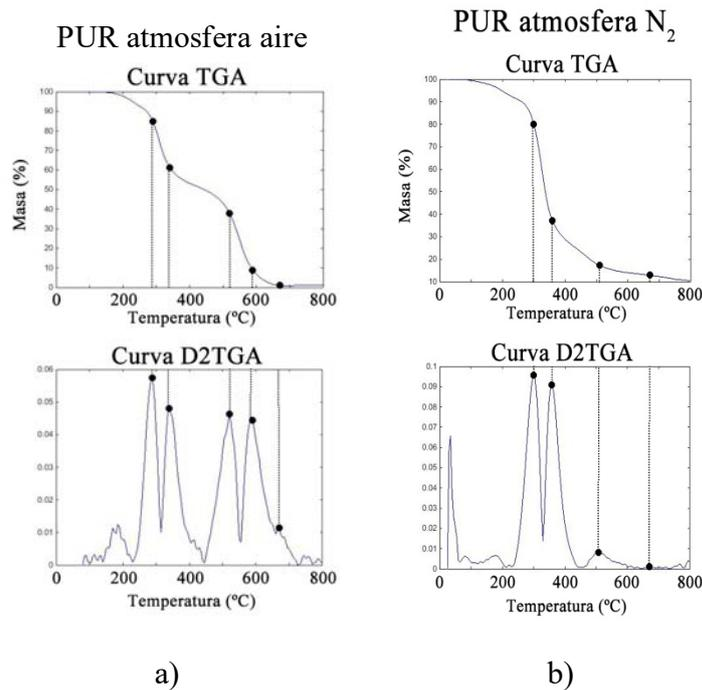 PUR atmosfera aire
Curva TGA
Masa (%)
100
90
80
70
60
50
40
30
20
10
0
0 200 400 600 800
Temperatura (ºC)
Curva D2TGA
0.06
0.05
0.04
0.03
0.02
0.01
0
0 200 400 600 800
Temperatura (ºC)
a)
PUR atmosfera N₂
Curva TGA
Masa (%)
100
90
80
70
60
50
40
30
20
10
0 200 400 600 800
Temperatura (ºC)
Curva D2TGA
0.1
0.09
0.08
0.07
0.06
0.05
0.04
0.03
0.02
0.01
0
0 200 400 600 800
Temperatura (ºC)
b)